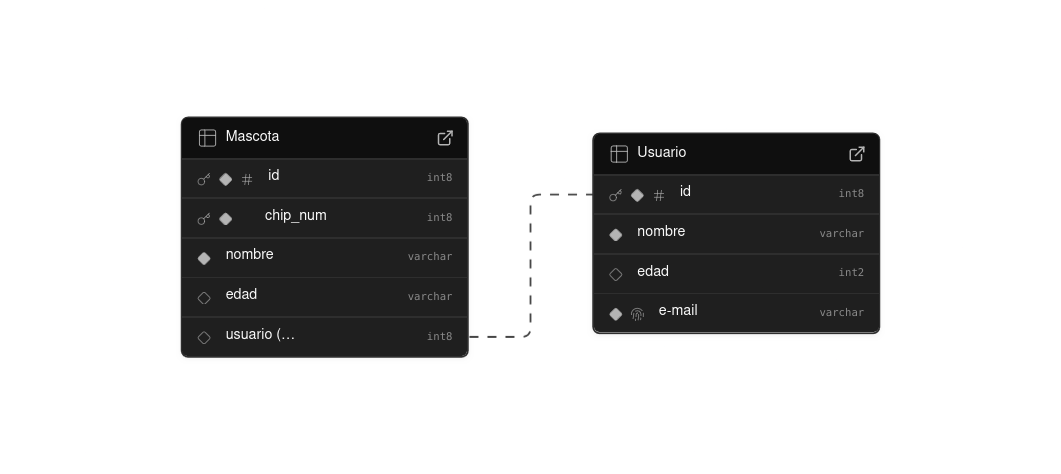 Mascota
id int8
chip_num int8
nombre varchar
edad varchar
usuario (... int8
Usuario
id int8
nombre varchar
edad int2
e-mail varchar